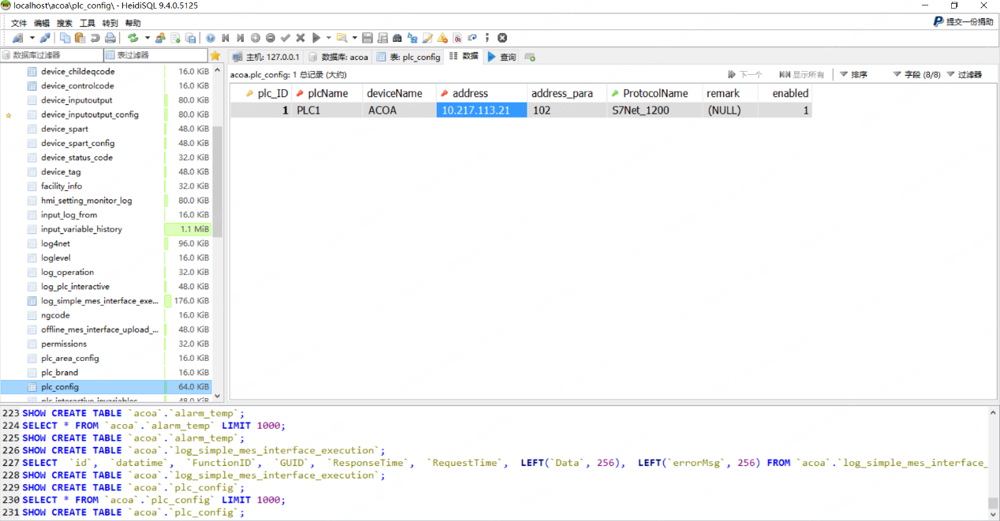 localhost\acoa\plc_config\ - HeidiSQL 9.4.0.5125
文件 编辑 搜索 工具 转到 帮助
提交一份捐助
数据库过滤器 表过滤器
主机: 127.0.0.1 数据库: acoa 表: plc_config 数据 查询
acoa.plc_config: 1 总记录 (大约) 下一个 显示所有 排序 字段 (8/8) 过滤器
plc_ID plcName deviceName address address_para ProtocolName remark enabled
1 PLC1 ACOA 10.217.113.21 102 S7Net_1200 (NULL) 1
device_childeqcode 16.0 KiB
device_controlcode 16.0 KiB
device_inputoutput 80.0 KiB
device_inputoutput_config 80.0 KiB
device_spart 48.0 KiB
device_spart_config 48.0 KiB
device_status_code 32.0 KiB
device_tag 48.0 KiB
facility_info 32.0 KiB
hmi_setting_monitor_log 80.0 KiB
input_log_from 16.0 KiB
input_variable_history 1.1 MiB
log4net 96.0 KiB
loglevel 16.0 KiB
log_operation 32.0 KiB
log_plc_interactive 48.0 KiB
log_simple_mes_interface_exe... 176.0 KiB
ngcode 16.0 KiB
offline_mes_interface_upload_... 48.0 KiB
permissions 32.0 KiB
plc_area_config 16.0 KiB
plc_brand 16.0 KiB
plc_config 64.0 KiB
223 SHOW CREATE TABLE `acoa`.`alarm_temp`;
224 SELECT * FROM `acoa`.`alarm_temp` LIMIT 1000;
225 SHOW CREATE TABLE `acoa`.`alarm_temp`;
226 SHOW CREATE TABLE `acoa`.`log_simple_mes_interface_execution`;
227 SELECT `id`, `datatime`, `FunctionID`, `GUID`, `ResponseTime`, `RequestTime`, LEFT(`Data`, 256), LEFT(`errorMsg`, 256) FROM `acoa`.`log_simple_mes_interface_
228 SHOW CREATE TABLE `acoa`.`log_simple_mes_interface_execution`;
229 SHOW CREATE TABLE `acoa`.`plc_config`;
230 SELECT * FROM `acoa`.`plc_config` LIMIT 1000;
231 SHOW CREATE TABLE `acoa`.`plc_config`;